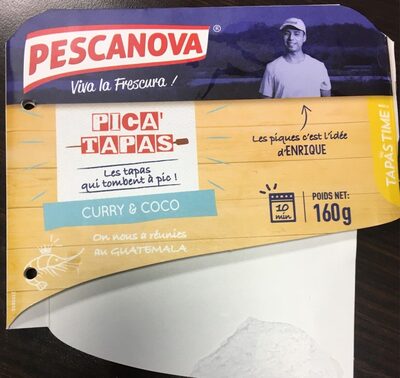 PESCANOVA®
Viva la Frescura !
PICA'
TAPAS
Les tapas
qui tombent à pic !
CURRY & COCO
On nous a réunies
au GUATEMALA
Les piques c'est l'idée
d'ENRIQUE
10
min
POIDS NET:
160g
TAPAS TIME!